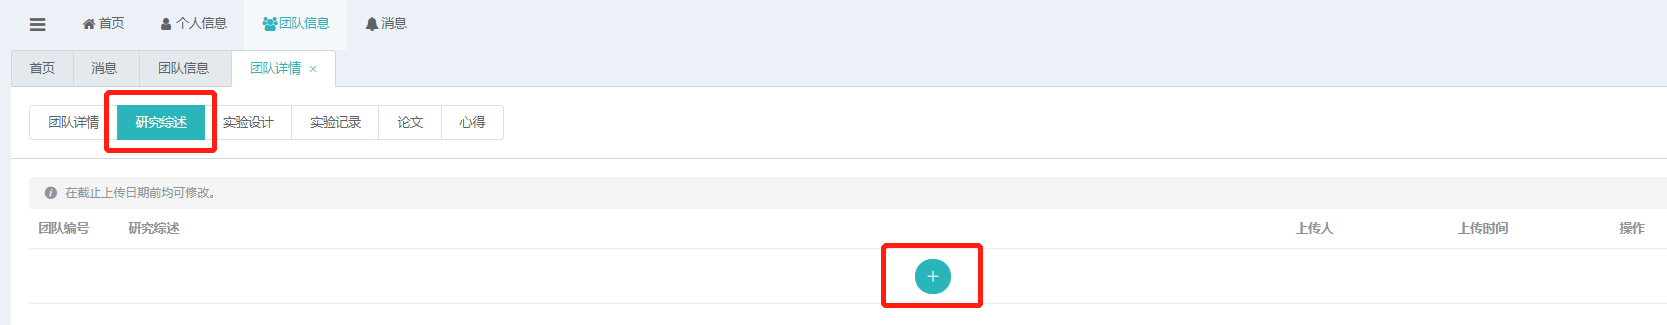 首页 个人信息 团队信息 消息
首页 消息 团队信息 团队详情 ×
团队详情 研究综述 实验设计 实验记录 论文 心得
在截止上传日期前均可修改。
团队编号 研究综述 上传人 上传时间 操作
+